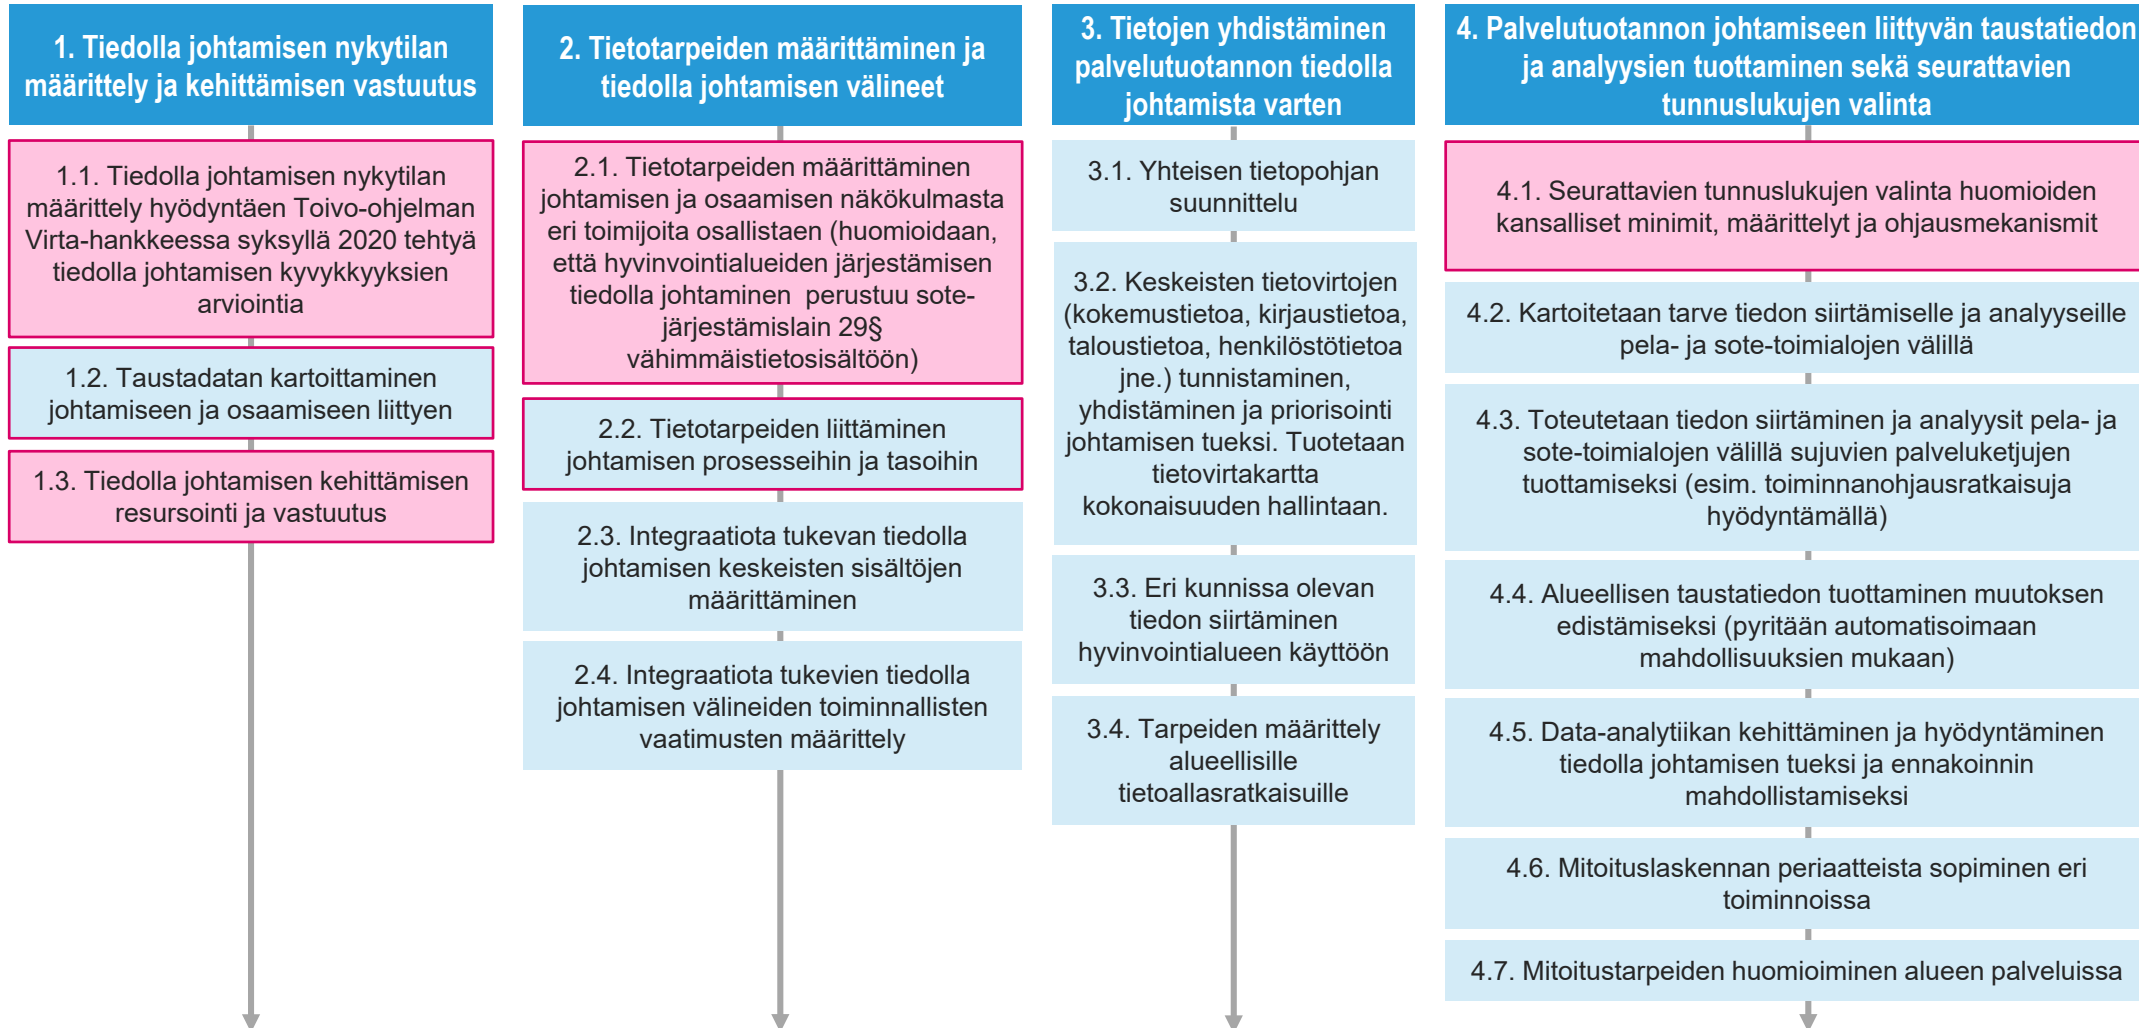 1. Tiedolla johtamisen nykytilan
määrittely ja kehittämisen vastuutus
1.1. Tiedolla johtamisen nykytilan
määrittely hyödyntäen Toivo-ohjelman
Virta-hankkeessa syksyllä 2020 tehtyä
tiedolla johtamisen kyvykkyyksien
arviointia
1.2. Taustadatan kartoittaminen
johtamiseen ja osaamiseen liittyen
1.3. Tiedolla johtamisen kehittämisen
resursointi ja vastuutus
2. Tietotarpeiden määrittäminen ja
tiedolla johtamisen välineet
2.1. Tietotarpeiden määrittäminen
johtamisen ja osaamisen näkökulmasta
eri toimijoita osallistaen (huomioidaan,
että hyvinvointialueiden järjestämisen
tiedolla johtaminen perustuu sote-
järjestämislain 29§
vähimmäistietosisältöön)
2.2. Tietotarpeiden liittäminen
johtamisen prosesseihin ja tasoihin
2.3. Integraatiota tukevan tiedolla
johtamisen keskeisten sisältöjen
määrittäminen
2.4. Integraatiota tukevien tiedolla
johtamisen välineiden toiminnallisten
vaatimusten määrittely
3. Tietojen yhdistäminen
palvelutuotannon tiedolla
johtamista varten
3.1. Yhteisen tietopohjan
suunnittelu
3.2. Keskeisten tietovirtojen
(kokemustietoa, kirjaustietoa,
taloustietoa, henkilöstötietoa
jne.) tunnistaminen,
yhdistäminen ja priorisointi
johtamisen tueksi. Tuotetaan
tietovirtakartta
kokonaisuuden hallintaan.
3.3. Eri kunnissa olevan
tiedon siirtäminen
hyvinvointialueen käyttöön
3.4. Tarpeiden määrittely
alueellisille
tietoallasratkaisuille
4. Palvelutuotannon johtamiseen liittyvän taustatiedon
ja analyysien tuottaminen sekä seurattavien
tunnuslukujen valinta
4.1. Seurattavien tunnuslukujen valinta huomioiden
kansalliset minimit, määrittelyt ja ohjausmekanismit
4.2. Kartoitetaan tarve tiedon siirtämiselle ja analyyseille
pela- ja sote-toimialojen välillä
4.3. Toteutetaan tiedon siirtäminen ja analyysit pela- ja
sote-toimialojen välillä sujuvien palveluketjujen
tuottamiseksi (esim. toiminnanohjausratkaisuja
hyödyntämällä)
4.4. Alueellisen taustatiedon tuottaminen muutoksen
edistämiseksi (pyritään automatisoimaan
mahdollisuuksien mukaan)
4.5. Data-analytiikan kehittäminen ja hyödyntäminen
tiedolla johtamisen tueksi ja ennakoinnin
mahdollistamiseksi
4.6. Mitoituslaskennan periaatteista sopiminen eri
toiminnoissa
4.7. Mitoitustarpeiden huomioiminen alueen palveluissa